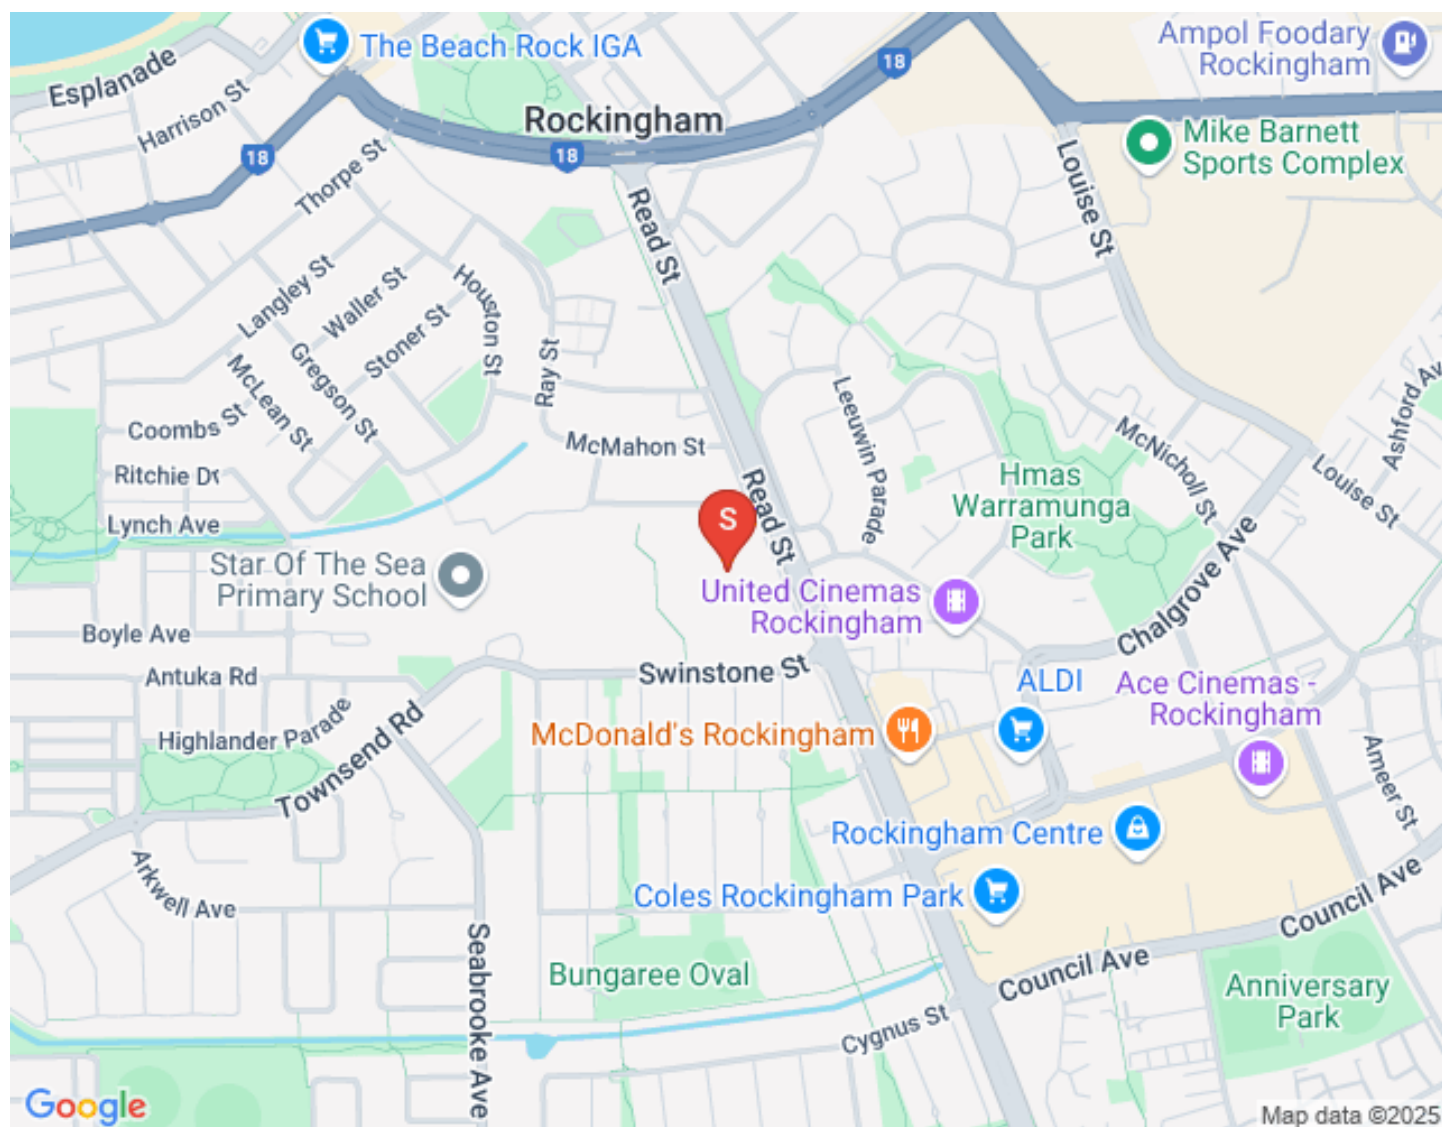 The Beach Rock IGA
Ampol Foodary
Rockingham
Esplanade
Harrison St
18
Rockingham
18
18
Mike Barnett
Sports Complex
Thorpe St
Read St
Louise St
Langley St
Waller St
Houston St
Stoner St
Gregson St
McLean St
Ray St
Leeuwin Parade
Ashford Av
Coombs St
McMahon St
McNicholl St
Ritchie Dr
Hmas
Warramunga
Park
Louise St
Lynch Ave
S
Read St
Star Of The Sea
Primary School
United Cinemas
Rockingham
Chalgrove Ave
Boyle Ave
Antuka Rd
Swinstone St
ALDI
Ace Cinemas -
Rockingham
Highlander Parade
Townsend Rd
McDonald's Rockingham
Ameer St
Rockingham Centre
Arkwell Ave
Coles Rockingham Park
Council Ave
Seabrooke Ave
Bungaree Oval
Council Ave
Anniversary
Park
Cygnus St
Google
Map data ©2025